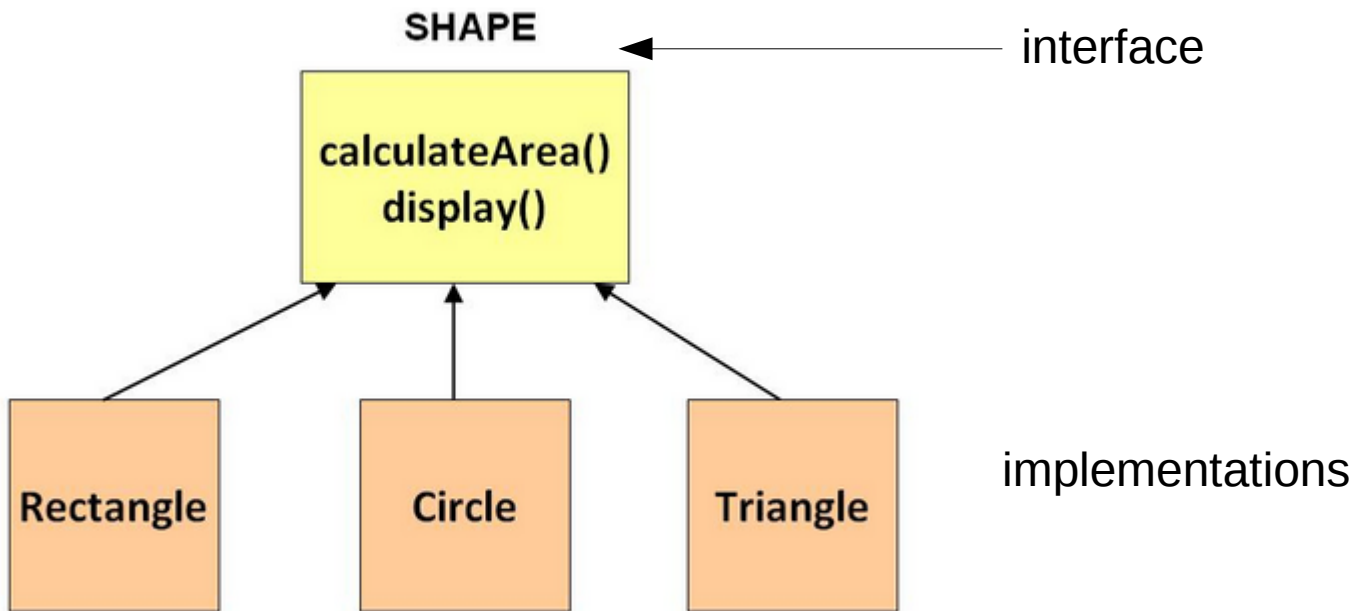 SHAPE
interface
calculateArea()
display()
Rectangle
Circle
Triangle
implementations